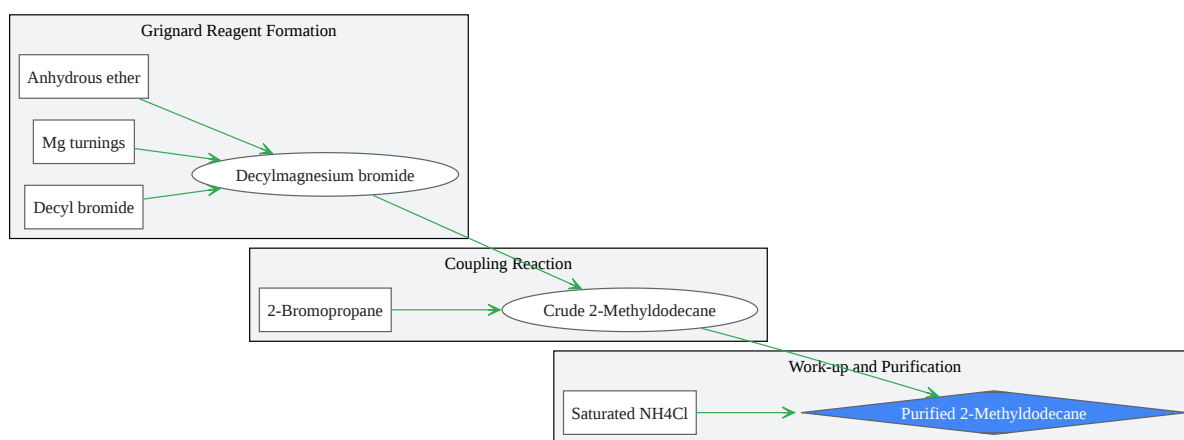 Grignard Reagent Formation
Anhydrous ether
Mg turnings
Decylmagnesium bromide
Decyl bromide
Coupling Reaction
2-Bromopropane
Crude 2-Methyldodecane
Work-up and Purification
Saturated NH4Cl
Purified 2-Methyldodecane